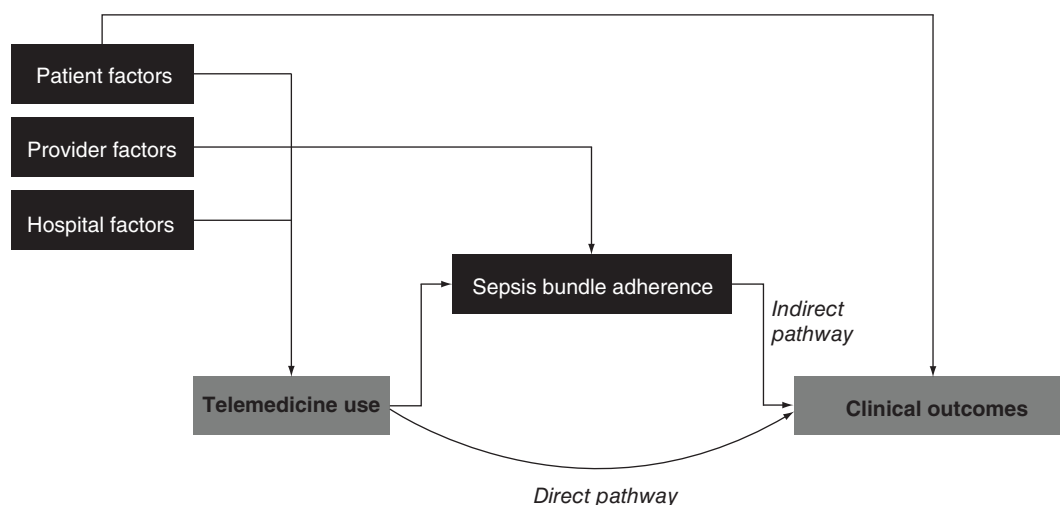 Patient factors
Provider factors
Hospital factors
Sepsis bundle adherence
Indirect
pathway
Telemedicine use
Clinical outcomes
Direct pathway